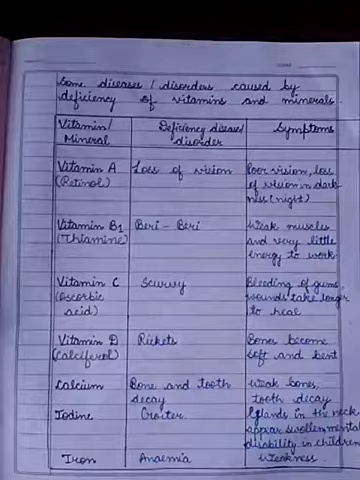 Some diseases / disorders caused by
deficiency of vitamins and minerals.
Vitamin/ Mineral
Deficiency disease/ disorder
Symptoms
Vitamin A (Retinol)
Loss of vision
Poor vision, loss
of vision in dark-
ness (night)
Vitamin B1 (Thiamine)
Beri - Beri
Weak muscles
and very little
energy to work
Vitamin C (Ascorbic acid)
Scurvy
Bleeding of gums,
wounds take longer
to heal
Vitamin D (Calciferol)
Rickets
Bones become
soft and bent
Calcium
Bone and tooth decay
Weak bones,
tooth decay
Iodine
Goiter
Glands in the neck
appear swollen, mental
disability in children
Iron
Anaemia
Weakness.